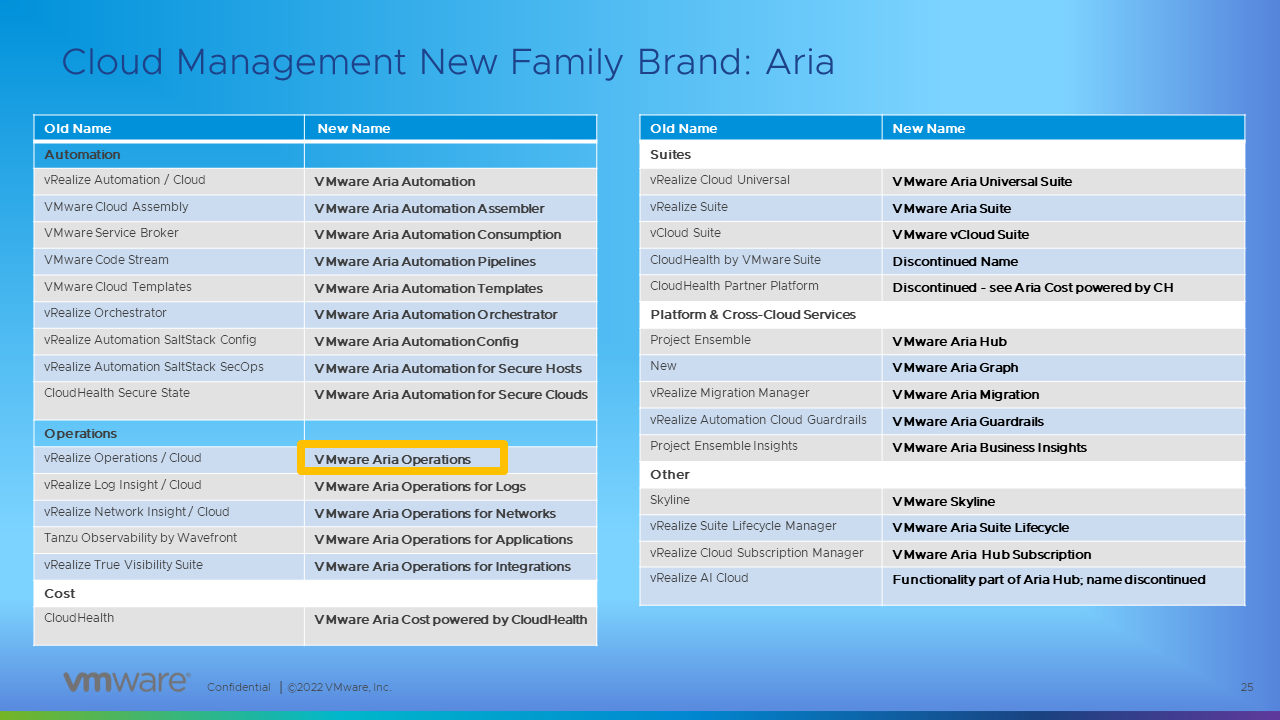 Cloud Management New Family Brand: Aria
Old Name New Name
Automation
vRealize Automation / Cloud VMware Aria Automation
VMware Cloud Assembly VMware Aria Automation Assembler
VMware Service Broker VMware Aria Automation Consumption
VMware Code Stream VMware Aria Automation Pipelines
VMware Cloud Templates VMware Aria Automation Templates
vRealize Orchestrator VMware Aria Automation Orchestrator
vRealize Automation SaltStack Config VMware Aria Automation Config
vRealize Automation SaltStack SecOps VMware Aria Automation for Secure Hosts
CloudHealth Secure State VMware Aria Automation for Secure Clouds
Operations
vRealize Operations / Cloud VMware Aria Operations
vRealize Log Insight / Cloud VMware Aria Operations for Logs
vRealize Network Insight / Cloud VMware Aria Operations for Networks
Tanzu Observability by Wavefront VMware Aria Operations for Applications
vRealize True Visibility Suite VMware Aria Operations for Integrations
Cost
CloudHealth VMware Aria Cost powered by CloudHealth
Old Name New Name
Suites
vRealize Cloud Universal VMware Aria Universal Suite
vRealize Suite VMware Aria Suite
vCloud Suite VMware vCloud Suite
CloudHealth by VMware Suite Discontinued Name
CloudHealth Partner Platform Discontinued - see Aria Cost powered by CH
Platform & Cross-Cloud Services
Project Ensemble VMware Aria Hub
New VMware Aria Graph
vRealize Migration Manager VMware Aria Migration
vRealize Automation Cloud Guardrails VMware Aria Guardrails
Project Ensemble Insights VMware Aria Business Insights
Other
Skyline VMware Skyline
vRealize Suite Lifecycle Manager VMware Aria Suite Lifecycle
vRealize Cloud Subscription Manager VMware Aria Hub Subscription
vRealize AI Cloud Functionality part of Aria Hub; name discontinued
vmware® Confidential | ©2022 VMware, Inc. 25